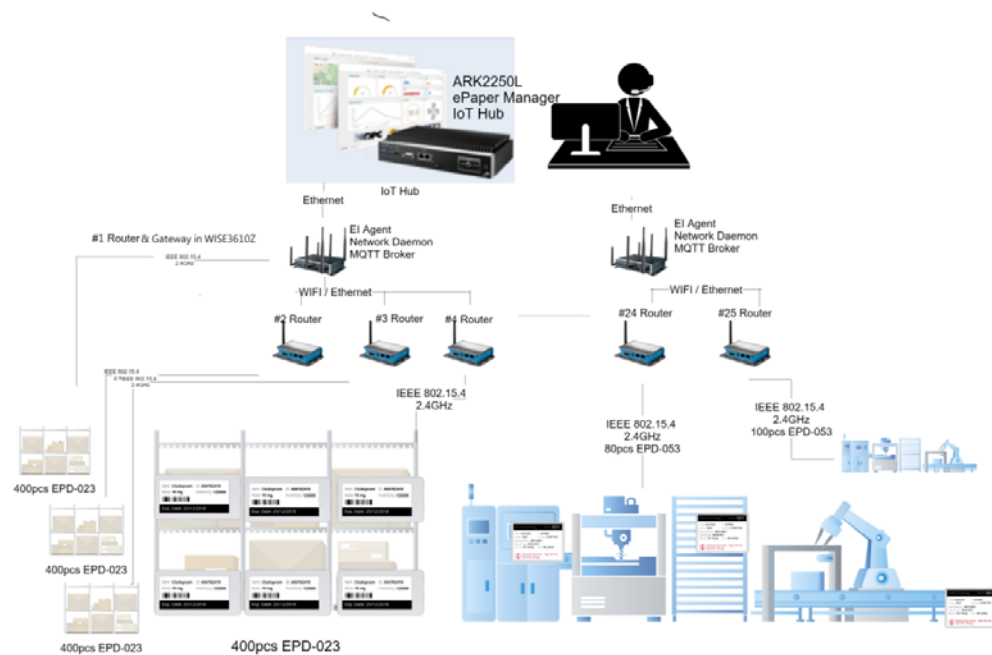 ARK2250L
ePaper Manager
IoT Hub
IoT Hub
Ethernet
Ethernet
EI Agent
Network Daemon
MQTT Broker
EI Agent
Network Daemon
MQTT Broker
#1 Router & Gateway in WISE3610Z
IEEE 802.15.4
2.4GHz
WIFI / Ethernet
WIFI / Ethernet
#2 Router
#3 Router
#4 Router
#24 Router
#25 Router
IEEE 802.15.4
IEEE 802.15.4
2.4GHz
IEEE 802.15.4
2.4GHz
IEEE 802.15.4
2.4GHz
80pcs EPD-053
IEEE 802.15.4
2.4GHz
100pcs EPD-053
400pcs EPD-023
400pcs EPD-023
400pcs EPD-023
400pcs EPD-023